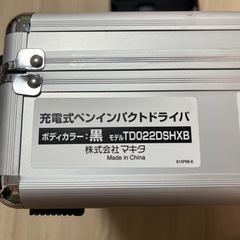 充電式ペンインパクトドライバ
ボディカラー:黒 モデルTD022DSHXB
株式会社マキタ
Made in China
810P66-6